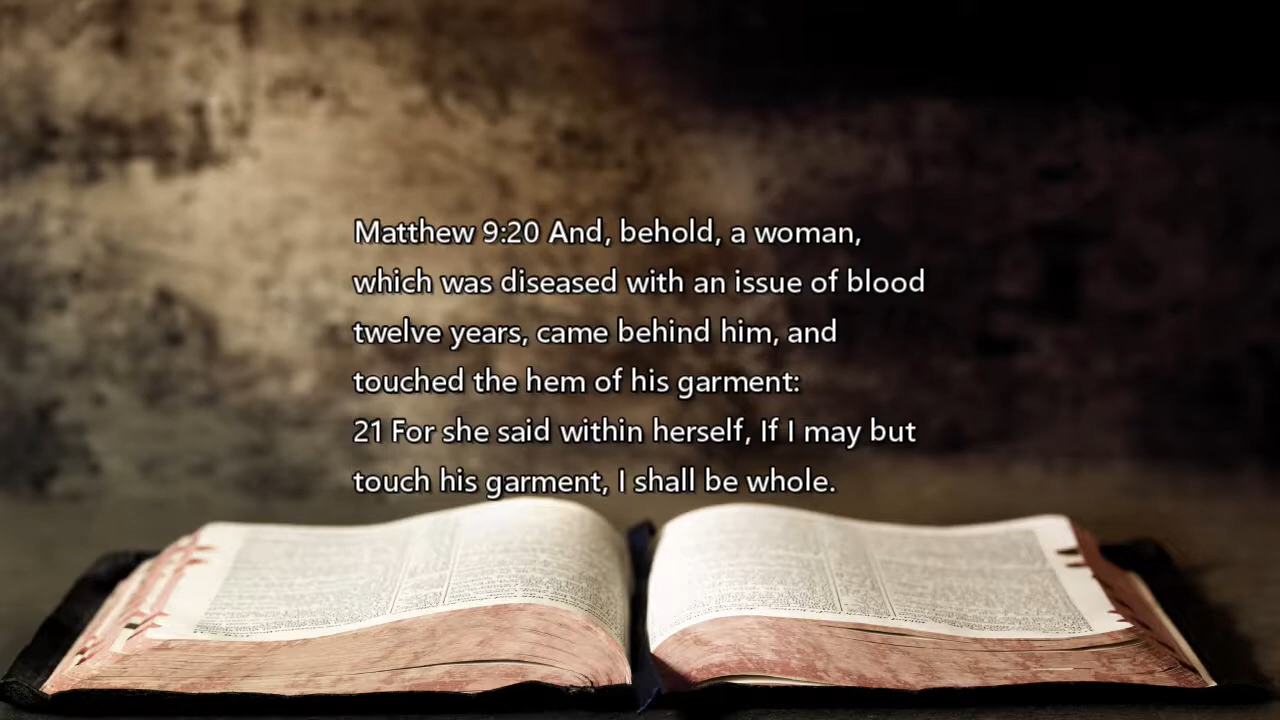 Matthew 9:20 And, behold, a woman,
which was diseased with an issue of blood
twelve years, came behind him, and
touched the hem of his garment:
21 For she said within herself, If I may but
touch his garment, I shall be whole.